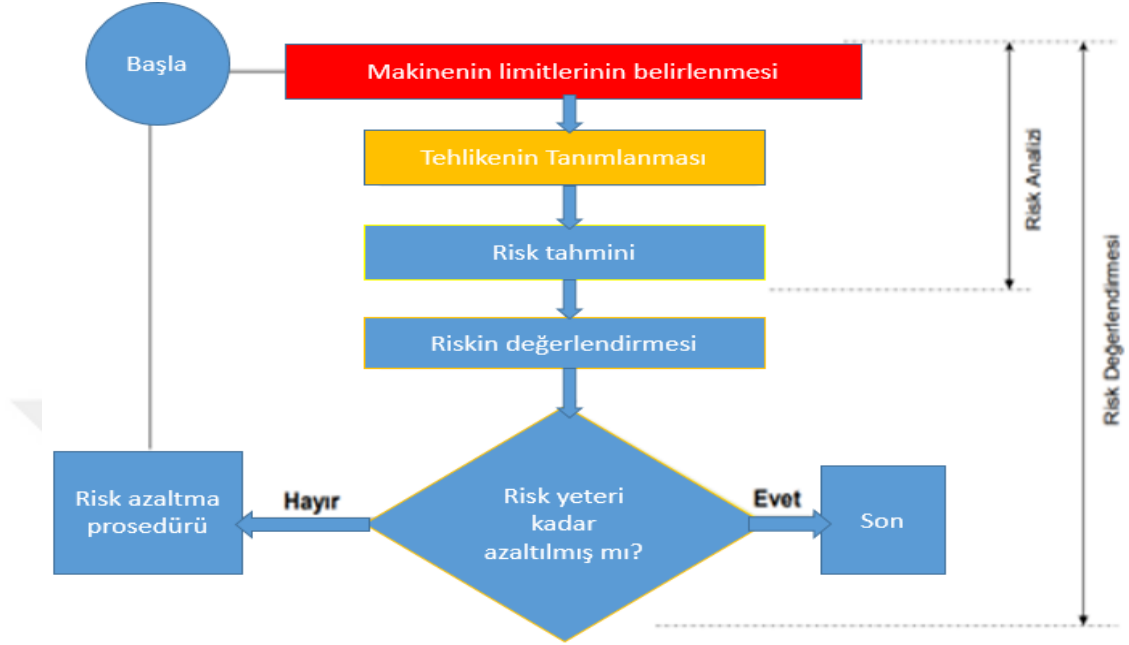 Başla
Makinenin limitlerinin belirlenmesi
Tehlikenin Tanımlanması
Risk tahmini
Riskin değerlendirmesi
Risk yeteri
kadar
azaltılmış mı?
Hayır
Evet
Risk azaltma
prosedürü
Son
Risk Analizi
Risk Değerlendirmesi